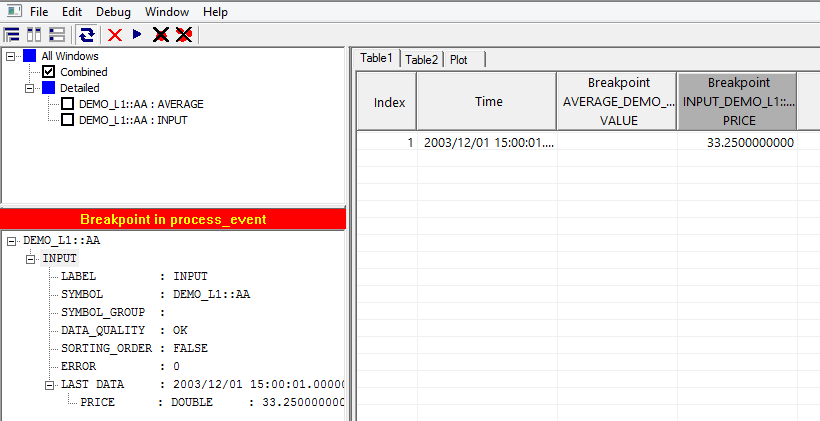 File Edit Debug Window Help
All Windows
Combined
Detailed
DEMO_L1::AA : AVERAGE
DEMO_L1::AA : INPUT
Breakpoint in process_event
DEMO_L1::AA
INPUT
LABEL : INPUT
SYMBOL : DEMO_L1::AA
SYMBOL_GROUP :
DATA_QUALITY : OK
SORTING_ORDER : FALSE
ERROR : 0
LAST DATA : 2003/12/01 15:00:01.00000
PRICE : DOUBLE : 33.250000000
Table1 Table2 Plot
Index Time Breakpoint AVERAGE_DEMO_... VALUE Breakpoint INPUT_DEMO_L1::... PRICE
1 2003/12/01 15:00:01.... 33.2500000000